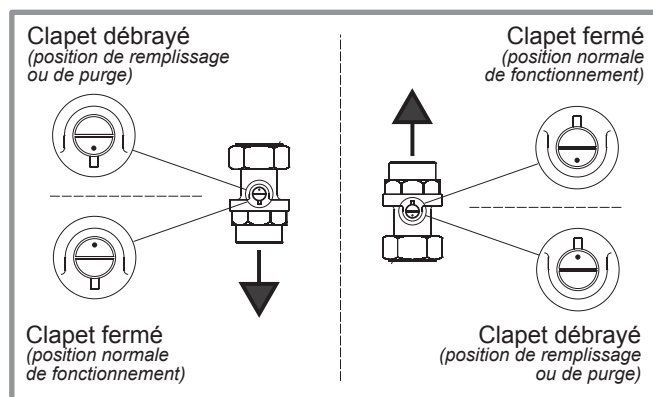 Clapet débrayé
(position de remplissage
ou de purge)
Clapet fermé
(position normale
de fonctionnement)
Clapet fermé
(position normale
de fonctionnement)
Clapet débrayé
(position de remplissage
ou de purge)